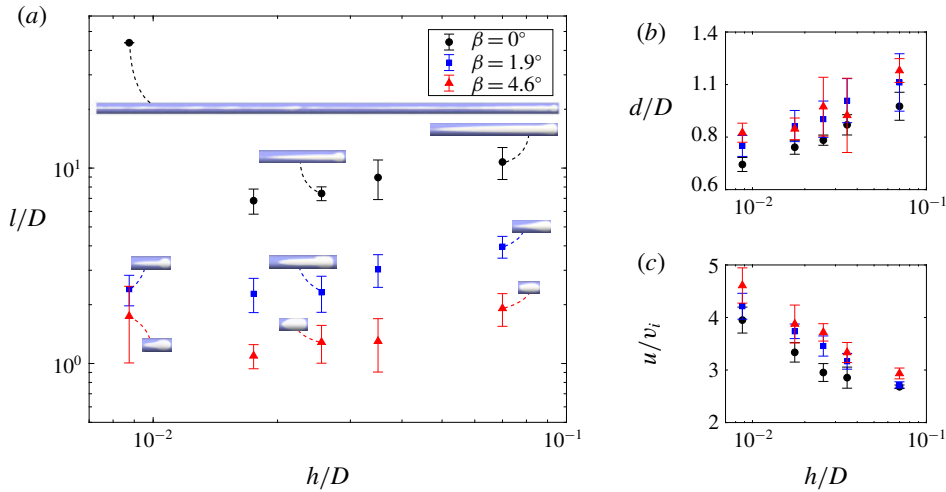 (a)
10¹
10⁰
l/D
10⁻²
10⁻¹
h/D
β = 0°
β = 1.9°
β = 4.6°
(b)
1.4
1.1
d/D
0.8
0.6
10⁻²
10⁻¹
(c)
5
4
u/vᵢ
3
2
10⁻²
10⁻¹
h/D